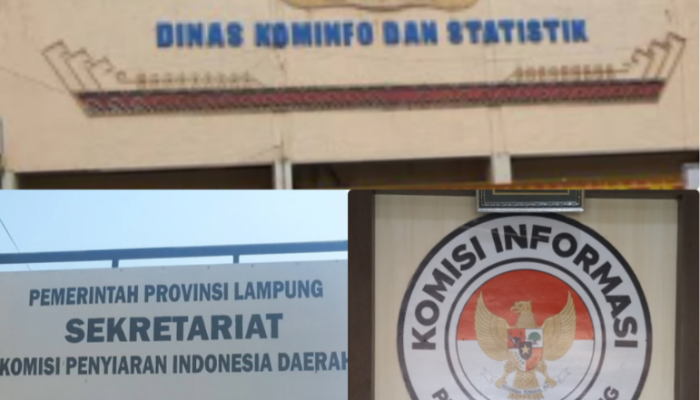 DINAS KOMINFO DAN STATISTIK
PEMERINTAH PROVINSI LAMPUNG
SEKRETARIAT
KOMISI PENYIARAN INDONESIA DAERAH
KOMISI INFORMASI